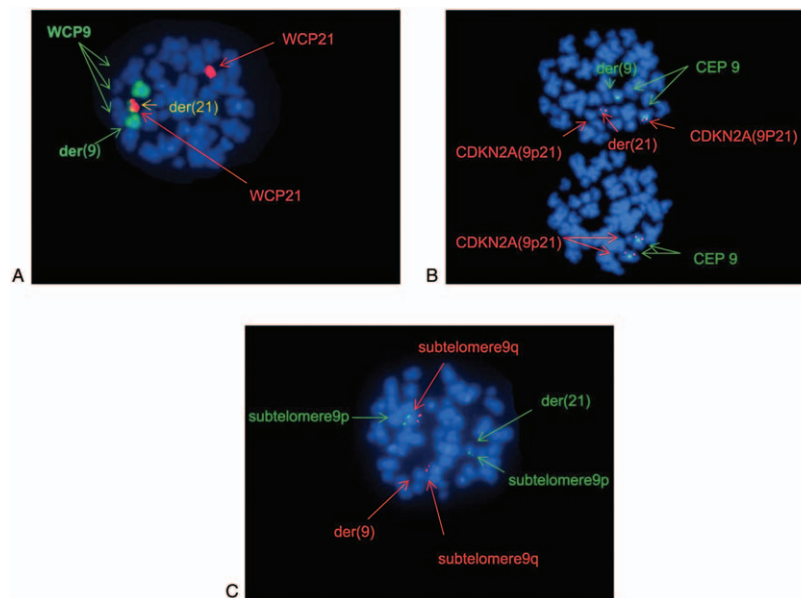 WCP9
WCP21
der(21)
der(9)
WCP21
A
der(9)
CEP 9
CDKN2A(9p21)
der(21)
CDKN2A(9P21)
CDKN2A(9p21)
CEP 9
B
subtelomere9q
subtelomere9p
der(21)
subtelomere9p
der(9)
subtelomere9q
C